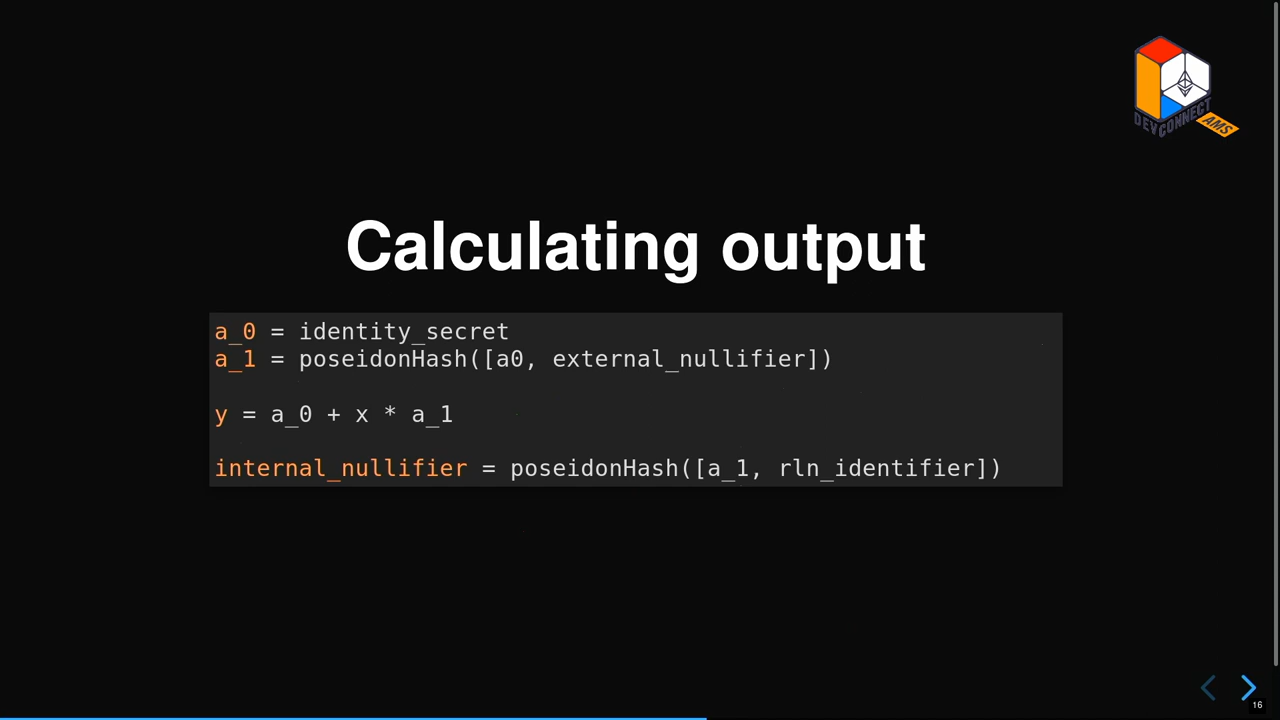 DEVCONNECT
AMS
Calculating output
a_0 = identity_secret
a_1 = poseidonHash([a0, external_nullifier])
y = a_0 + x * a_1
internal_nullifier = poseidonHash([a_1, rln_identifier])
16